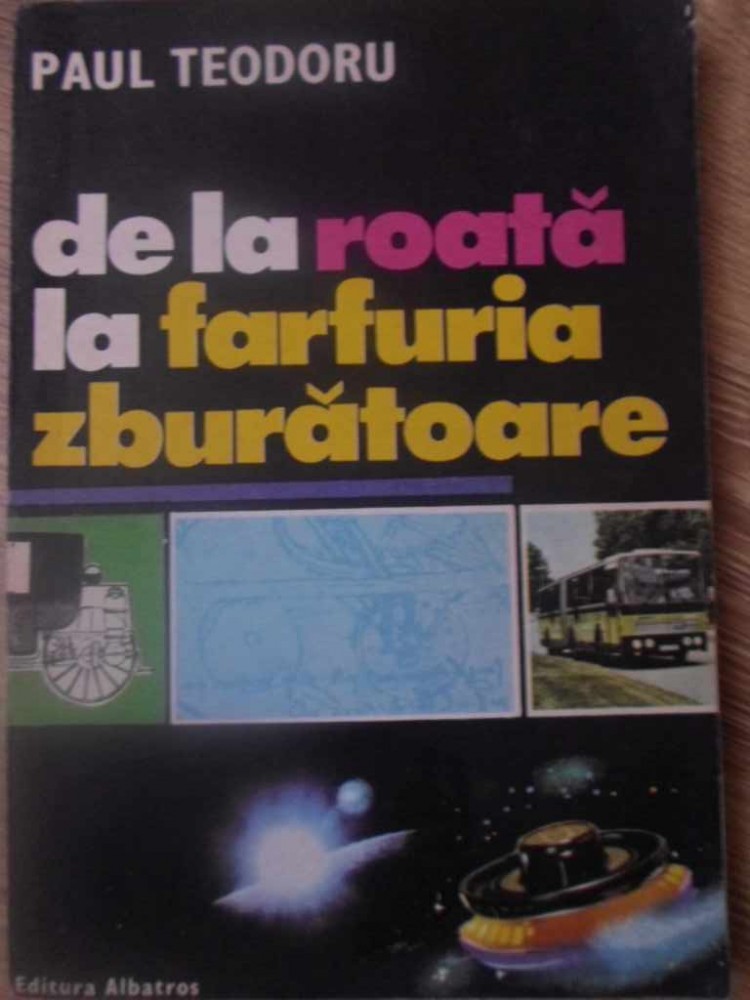 PAUL TEODORU
de la roată
la farfuria
zburătoare
Editura Albatros